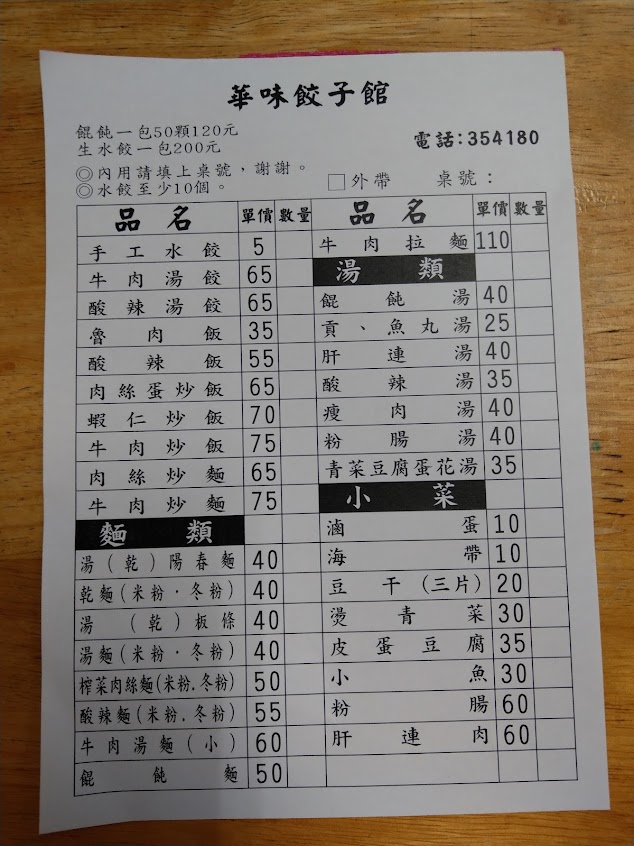 華味餃子館
餛飩一包50顆120元
生水餃一包200元
電話:354180
◎內用請填上桌號，謝謝。
◎水餃至少10個。
□外帶 桌號：
品名 單價 數量
手工水餃 5
牛肉湯餃 65
酸辣湯餃 65
魯肉飯 35
酸辣飯 55
肉絲蛋炒飯 65
蝦仁炒飯 70
牛肉炒飯 75
肉絲炒麵 65
牛肉炒麵 75
麵類
湯(乾)陽春麵 40
乾麵(米粉·冬粉) 40
湯(乾)板條 40
湯麵(米粉·冬粉) 40
榨菜肉絲麵(米粉.冬粉) 50
酸辣麵(米粉.冬粉) 55
牛肉湯麵(小) 60
餛飩麵 50
品名 單價 數量
牛肉拉麵 110
湯類
餛飩湯 40
貢、魚丸湯 25
肝連湯 40
酸辣湯 35
瘦肉湯 40
粉腸湯 40
青菜豆腐蛋花湯 35
小菜
滷蛋 10
海帶 10
豆干(三片) 20
燙青菜 30
皮蛋豆腐 35
小魚 30
粉腸 60
肝連肉 60